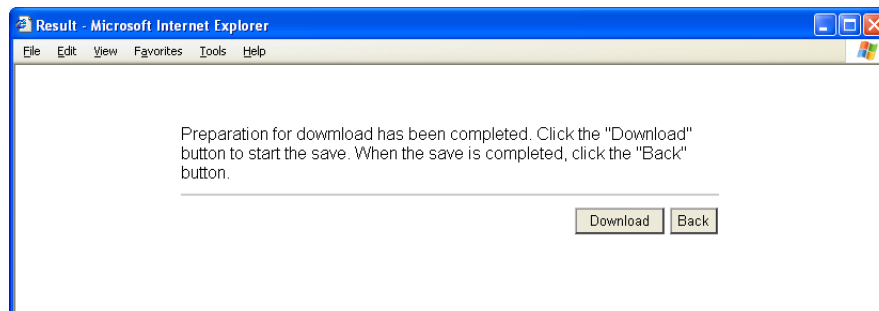 Result - Microsoft Internet Explorer
File Edit View Favorites Tools Help
Preparation for dowmload has been completed. Click the "Download"
button to start the save. When the save is completed, click the "Back"
button.
Download Back